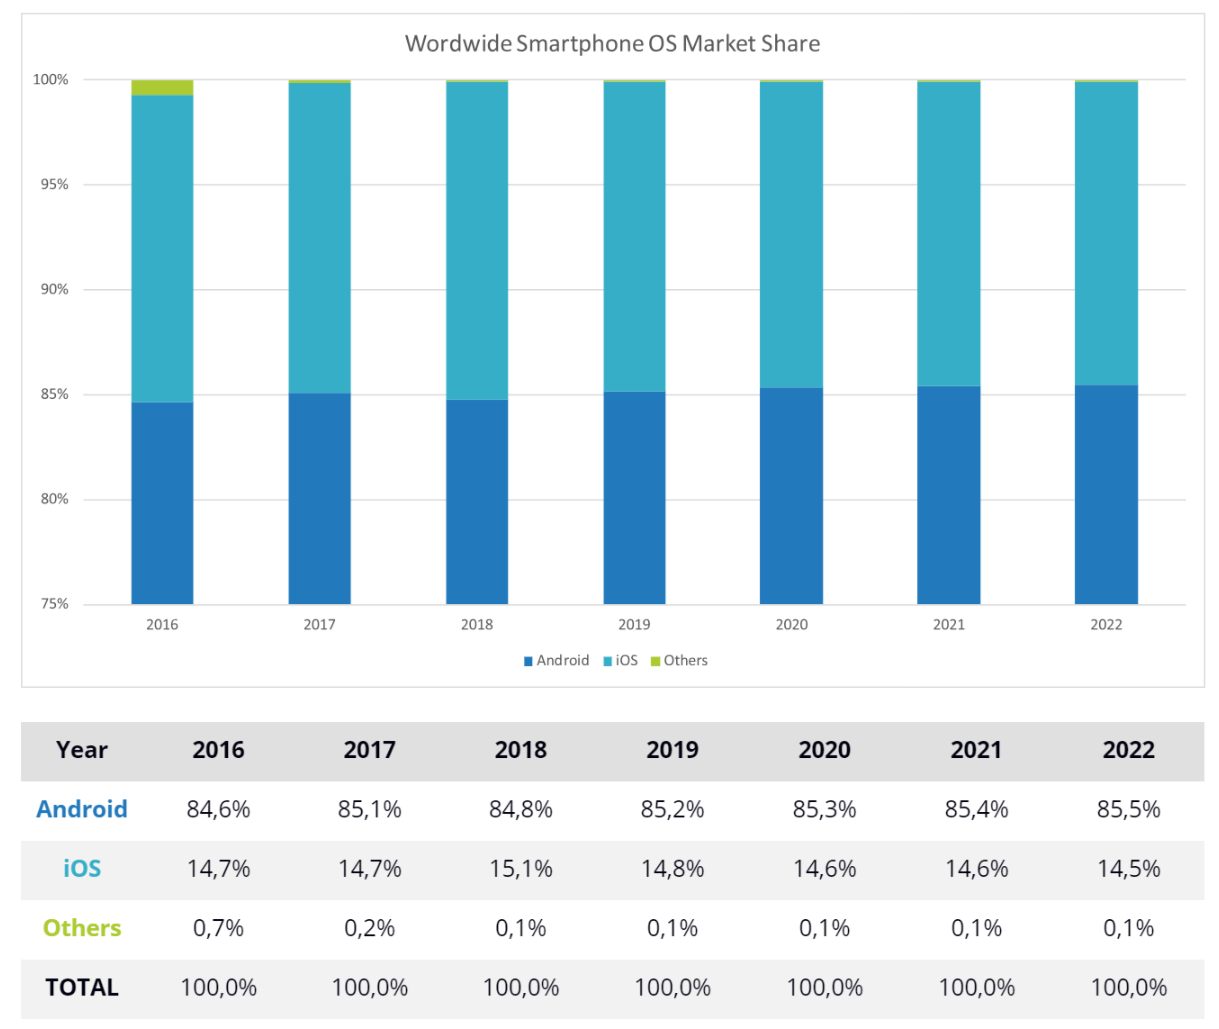 Wordwide Smartphone OS Market Share
100%
95%
90%
85%
80%
75%
2016 2017 2018 2019 2020 2021 2022
Android iOS Others
Year 2016 2017 2018 2019 2020 2021 2022
Android 84,6% 85,1% 84,8% 85,2% 85,3% 85,4% 85,5%
iOS 14,7% 14,7% 15,1% 14,8% 14,6% 14,6% 14,5%
Others 0,7% 0,2% 0,1% 0,1% 0,1% 0,1% 0,1%
TOTAL 100,0% 100,0% 100,0% 100,0% 100,0% 100,0% 100,0%